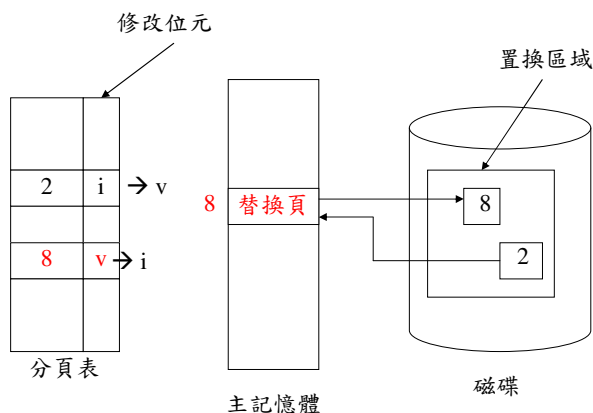 修改位元
置換區域
2 i → v
8 替換頁
8
8 v → i
2
分頁表
主記憶體
磁碟